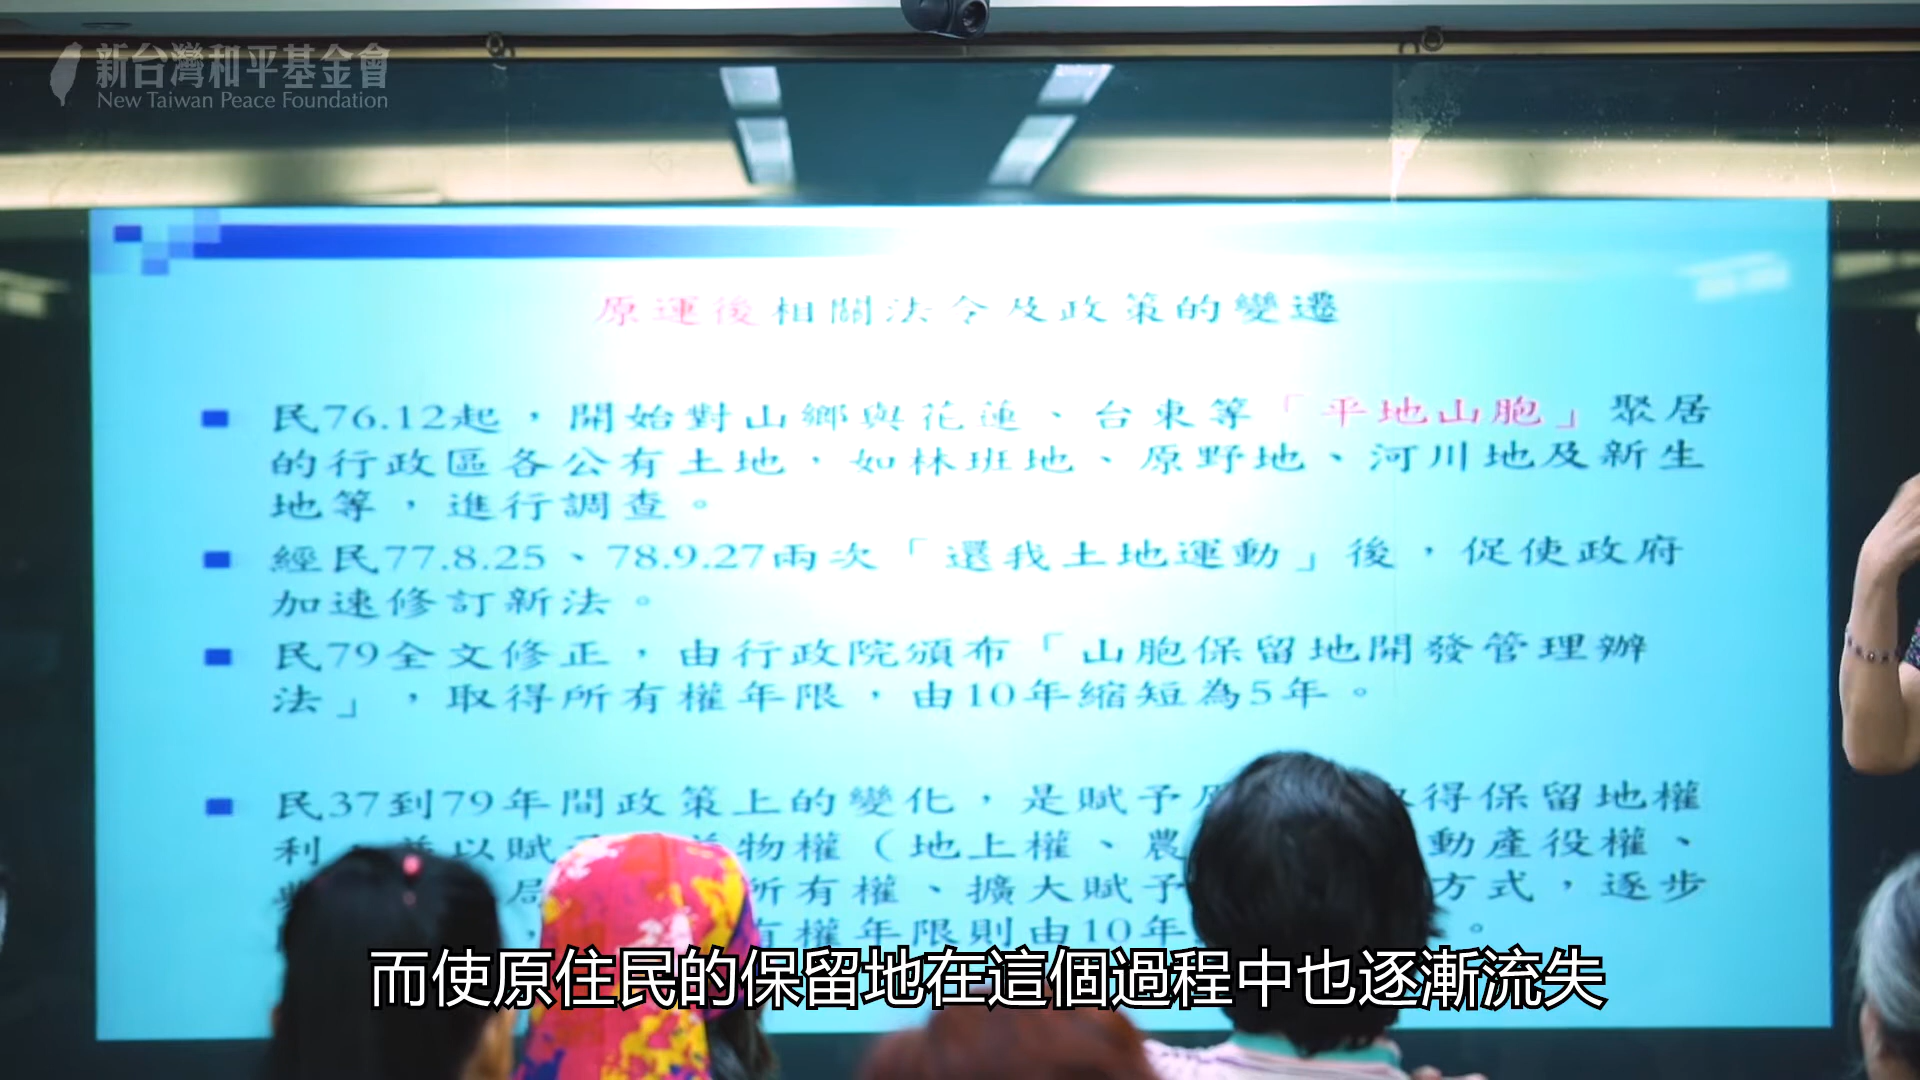 新台灣和平基金會
New Taiwan Peace Foundation
原運後相關法令及政策的變遷
民76.12起，開始對山鄉與花蓮、台東等「平地山胞」聚居
的行政區各公有土地，如林班地、原野地、河川地及新生
地等，進行調查。
經民77.8.25、78.9.27兩次「還我土地運動」後，促使政府
加速修訂新法。
民79全文修正，由行政院頒布「山胞保留地開發管理辦
法」，取得所有權年限，由10年縮短為5年。
民37到79年間政策上的變化，是賦予 得保留地權
利 以賦 物權（地上權、農 動產役權、
局 所有權、擴大賦予 方式，逐步
有權年限則由10年 。
而使原住民的保留地在這個過程中也逐漸流失